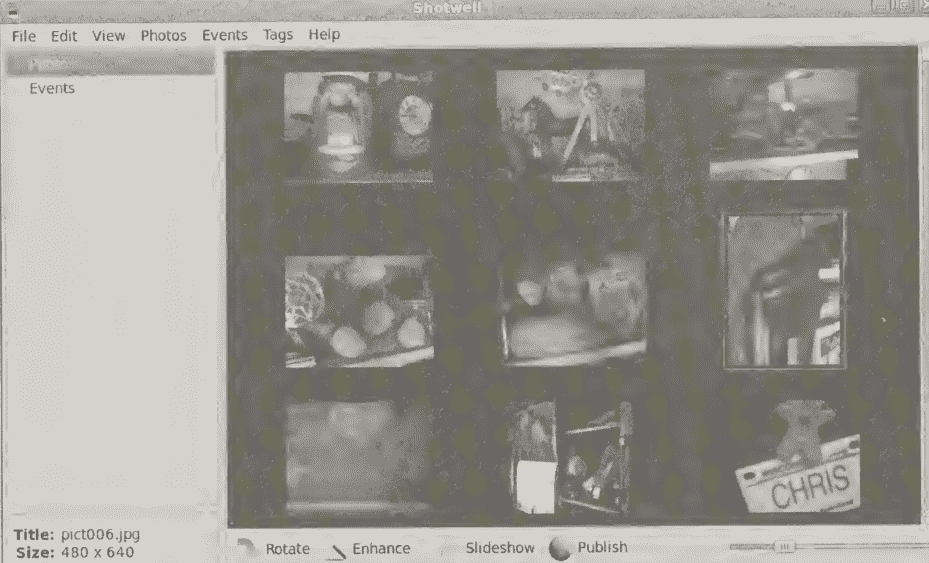 Shotwell
File Edit View Photos Events Tags Help
Events
CHRIS
Title: pict006.jpg
Size: 480 x 640
Rotate Enhance Slideshow Publish